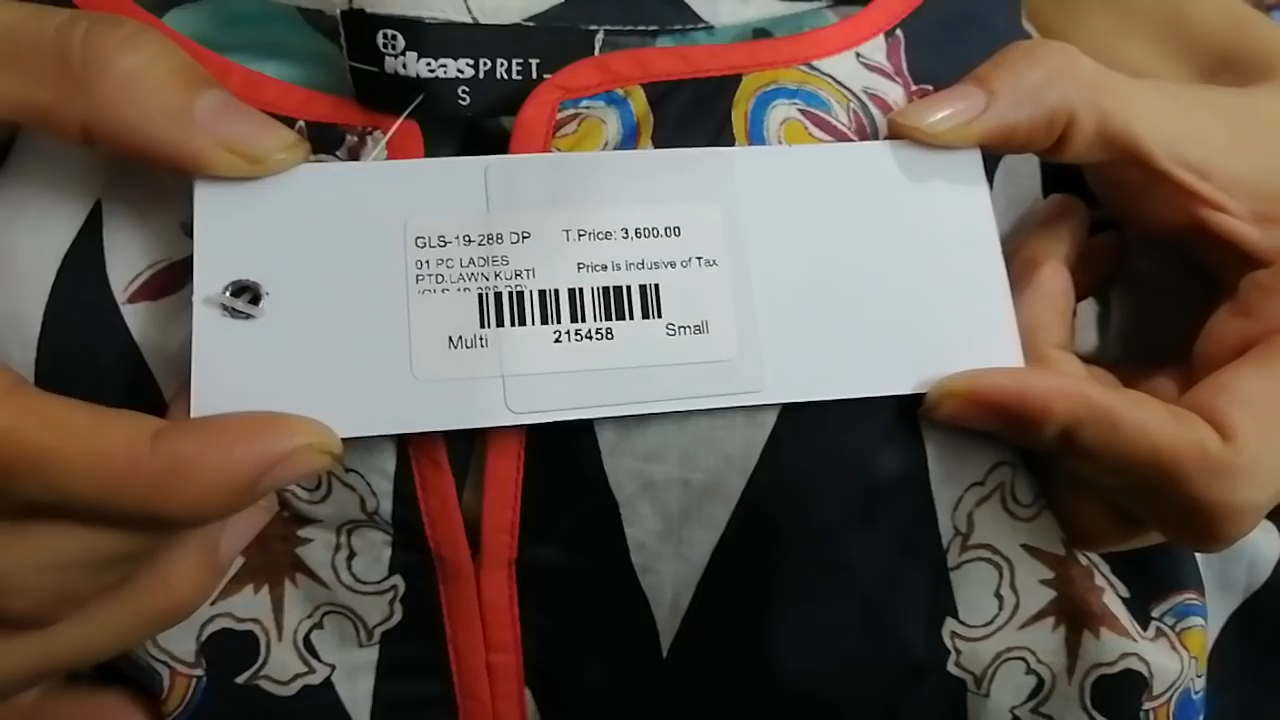 ideas PRET
S
GLS-19-288 DP T.Price: 3,600.00
01 PC LADIES
PTD.LAWN KURTI Price Is inclusive of Tax
Multi 215458 Small